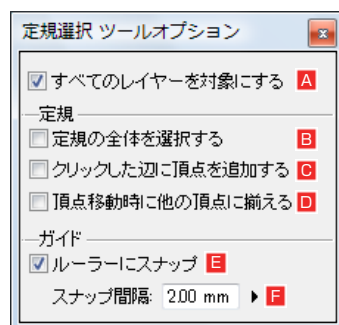 定規選択 ツールオプション
すべてのレイヤーを対象にする A
定規
定規の全体を選択する B
クリックした辺に頂点を追加する C
頂点移動時に他の頂点に揃える D
ガイド
ルーラーにスナップ E
スナップ間隔: 2.00 mm F